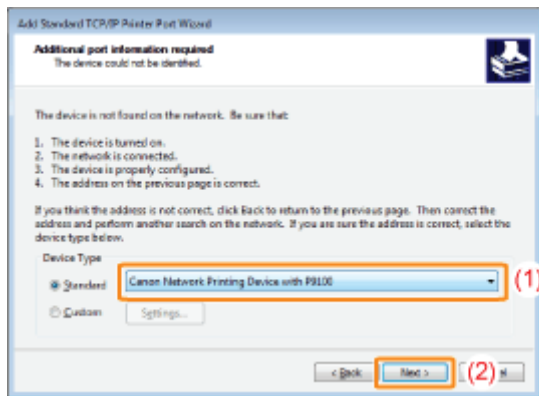 Add Standard TCP/IP Printer Port Wizard
Additional port information required
The device could not be identified.
The device is not found on the network. Be sure that:
1. The device is turned on.
2. The network is connected.
3. The device is properly configured.
4. The address on the previous page is correct.
If you think the address is not correct, click Back to return to the previous page. Then correct the
address and perform another search on the network. If you are sure the address is correct, select the
device type below.
Device Type
Standard Canon Network Printing Device with P9100 (1)
Custom Settings...
< Back Next > (2) el